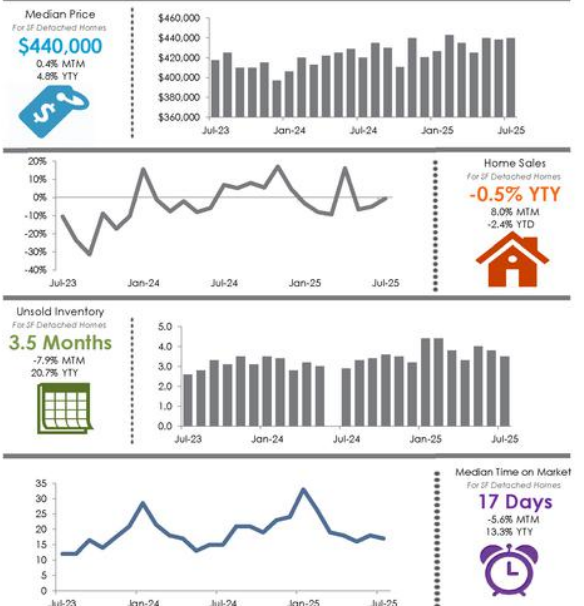 Median Price
For SF Detached Homes
$440,000
0.4% MTM
4.8% YTY
$460,000
$440,000
$420,000
$400,000
$380,000
$360,000
Jul-23 Jan-24 Jul-24 Jan-25 Jul-25
20%
10%
0%
-10%
-20%
-30%
-40%
Jul-23 Jan-24 Jul-24 Jan-25 Jul-25
Home Sales
For SF Detached Homes
-0.5% YTY
8.0% MTM
-2.4% YTD
Unsold Inventory
For SF Detached Homes
3.5 Months
-7.9% MTM
20.7% YTY
5.0
4.0
3.0
2.0
1.0
0.0
Jul-23 Jan-24 Jul-24 Jan-25 Jul-25
35
30
25
20
15
10
5
0
Jul-23 Jan-24 Jul-24 Jan-25 Jul-25
Median Time on Market
For SF Detached Homes
17 Days
-5.6% MTM
13.3% YTY